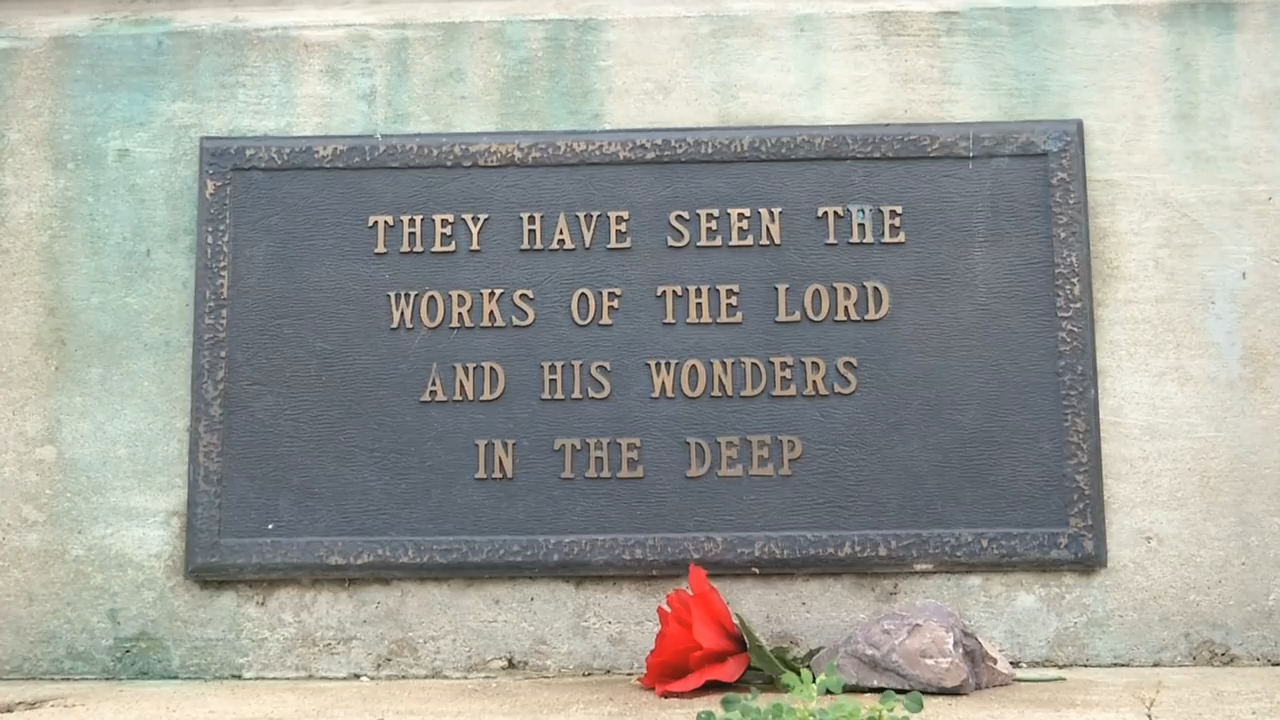 THEY HAVE SEEN THE
WORKS OF THE LORD
AND HIS WONDERS
IN THE DEEP